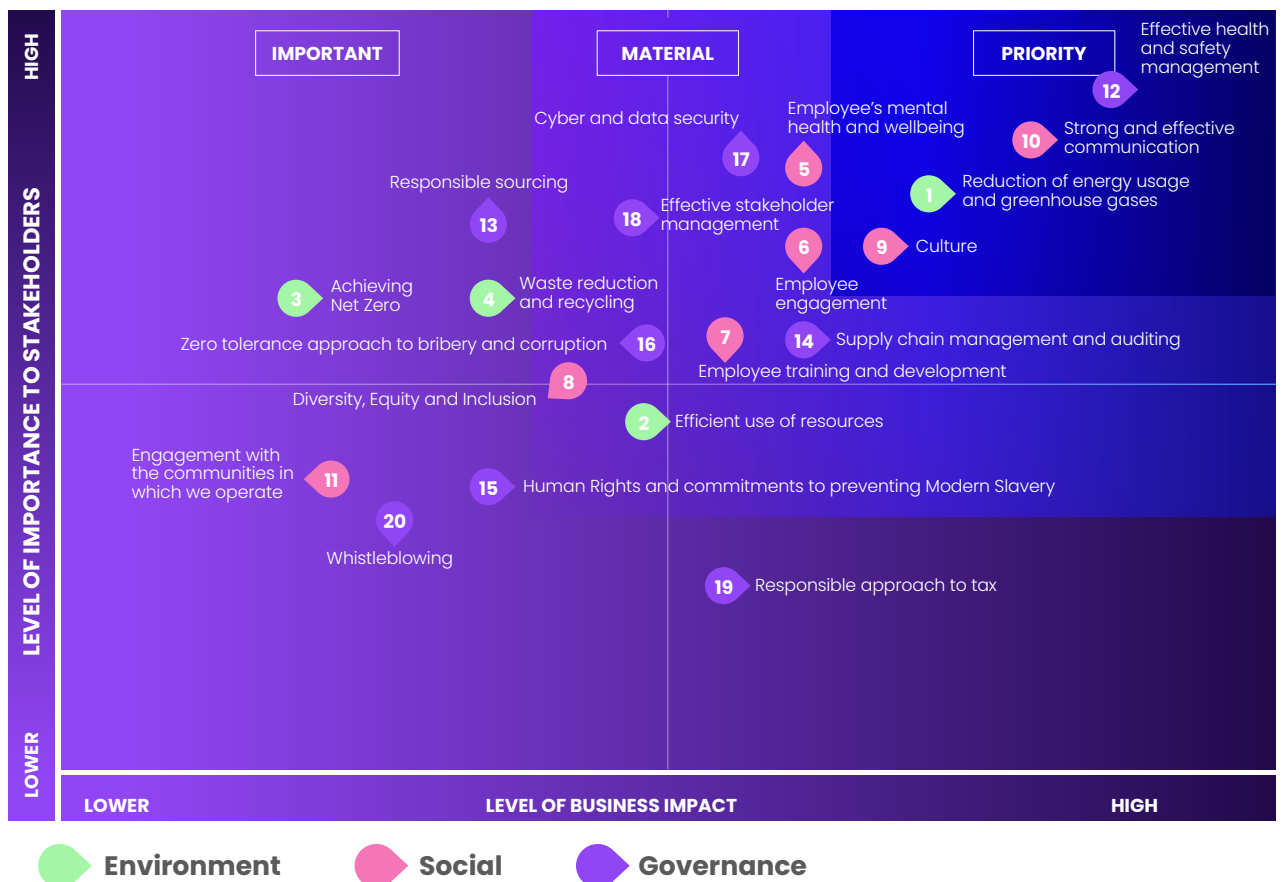 HIGH
LEVEL OF IMPORTANCE TO STAKEHOLDERS
LOWER
IMPORTANT
MATERIAL
PRIORITY
Effective health
and safety
management
12
Cyber and data security
17
Employee’s mental
health and wellbeing
5
10
Strong and effective
communication
Responsible sourcing
13
18
Effective stakeholder
management
1
Reduction of energy usage
and greenhouse gases
6
Employee
engagement
9
Culture
3
Achieving
Net Zero
4
Waste reduction
and recycling
Zero tolerance approach to bribery and corruption
16
7
Employee training and development
14
Supply chain management and auditing
8
Diversity, Equity and Inclusion
2
Efficient use of resources
Engagement with
the communities in
which we operate
11
15
Human Rights and commitments to preventing Modern Slavery
20
Whistleblowing
19
Responsible approach to tax
LOWER
LEVEL OF BUSINESS IMPACT
HIGH
Environment
Social
Governance